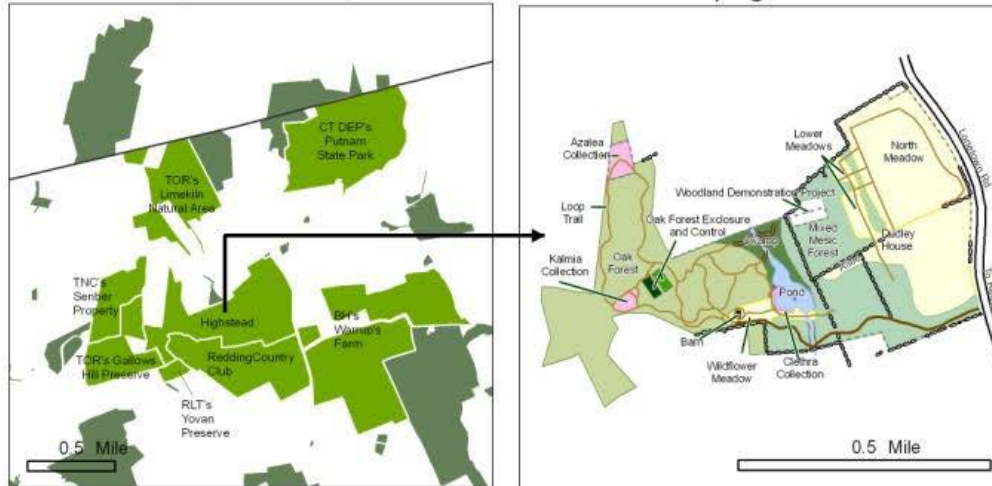 CT DEP's
Putnam
State Park
TOR's
Limekiln
Natural Area
TNC's
Senber
Property
Highstead
BH's
Warrup's
Farm
TOR's Gallows
Hill Preserve
ReddingCountry
Club
RLT's
Yovan
Preserve
0.5 Mile
Azalea
Collection
Lower
Meadows
North
Meadow
Lonetown Rd
Woodland Demonstration Project
Loop
Trail
Oak Forest Exclosure
and Control
Mixed
Mesic
Forest
Dudley
House
Kalmia
Collection
Oak
Forest
Swamp
Pond
Barn
Wildflower
Meadow
Clethra
Collection
0.5 Mile